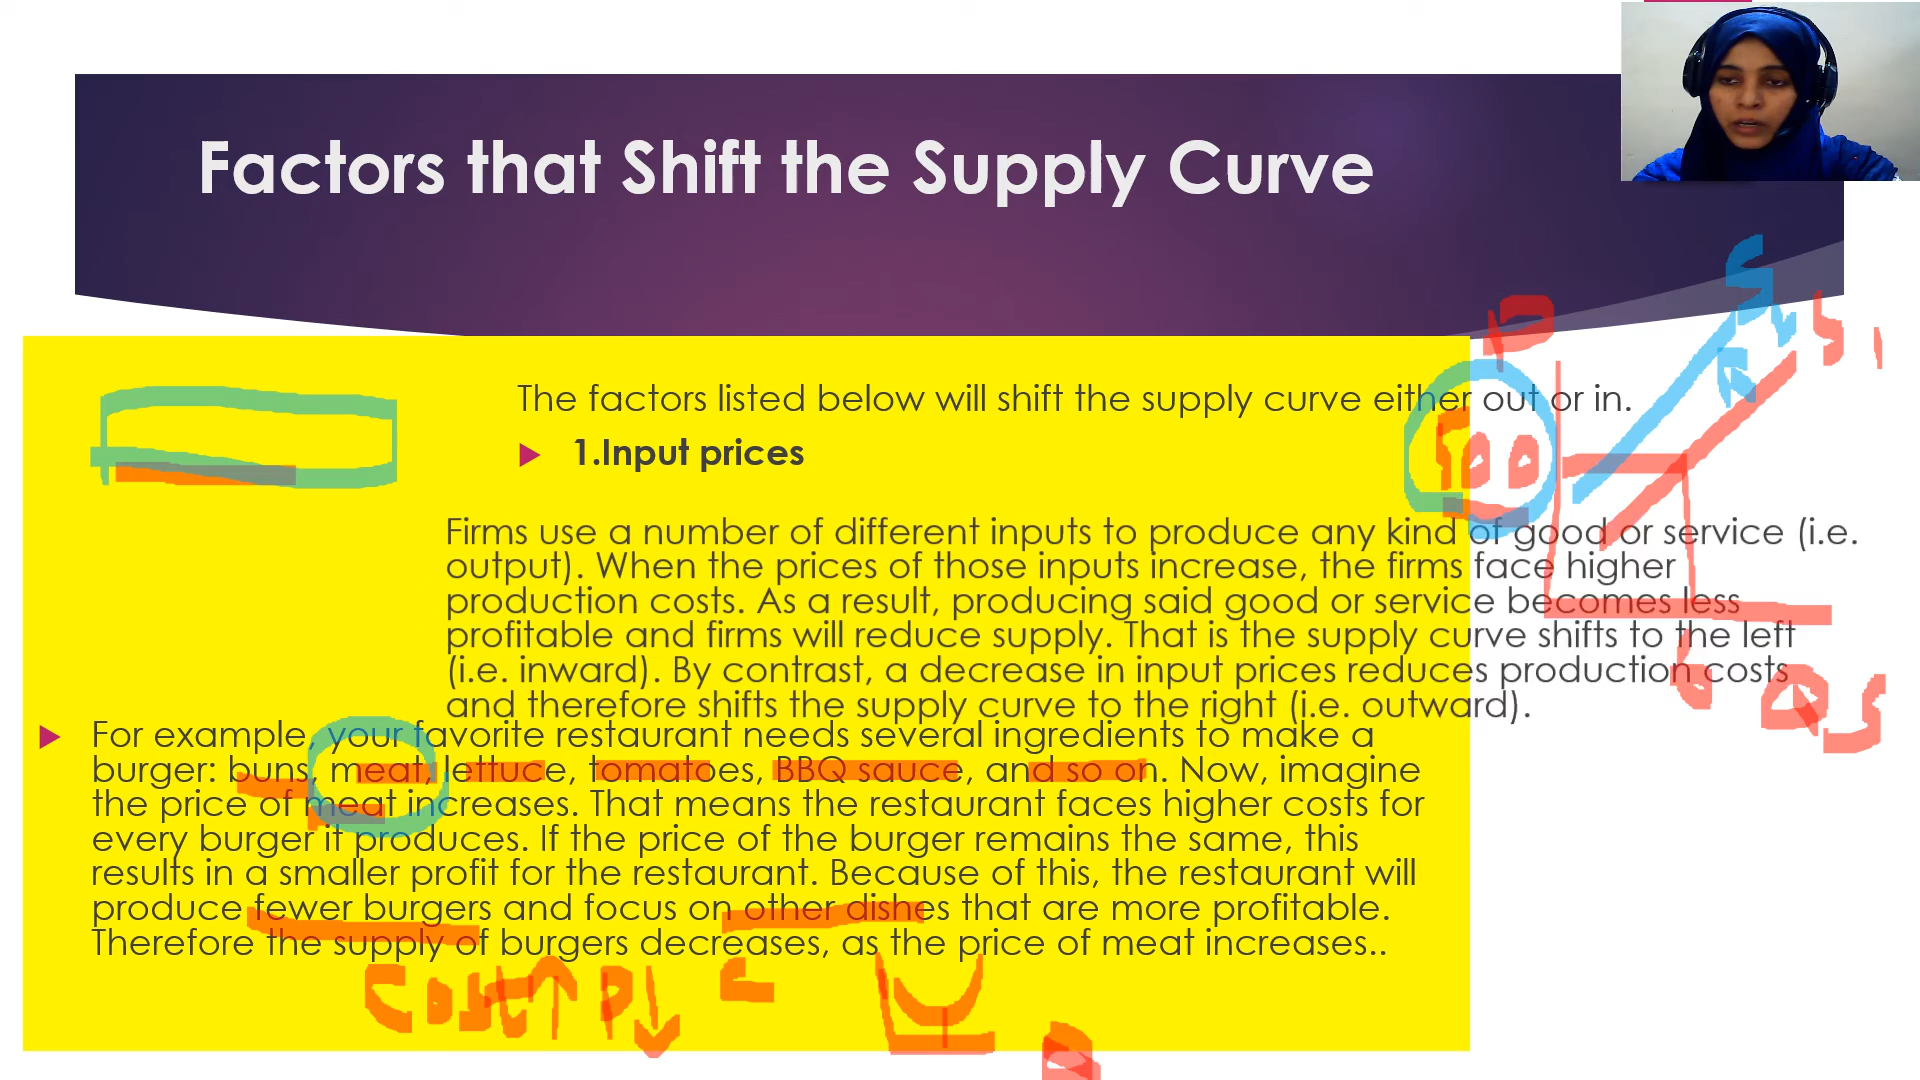 Factors that Shift the Supply Curve
The factors listed below will shift the supply curve either out or in.
1.Input prices
Firms use a number of different inputs to produce any kind of good or service (i.e.
output). When the prices of those inputs increase, the firms face higher
production costs. As a result, producing said good or service becomes less
profitable and firms will reduce supply. That is the supply curve shifts to the left
(i.e. inward). By contrast, a decrease in input prices reduces production costs
and therefore shifts the supply curve to the right (i.e. outward).
For example, your favorite restaurant needs several ingredients to make a
burger: buns, meat, lettuce, tomatoes, BBQ sauce, and so on. Now, imagine
the price of meat increases. That means the restaurant faces higher costs for
every burger it produces. If the price of the burger remains the same, this
results in a smaller profit for the restaurant. Because of this, the restaurant will
produce fewer burgers and focus on other dishes that are more profitable.
Therefore the supply of burgers decreases, as the price of meat increases..
P
S2
S1
500
6
QS
Cost↑ P↓